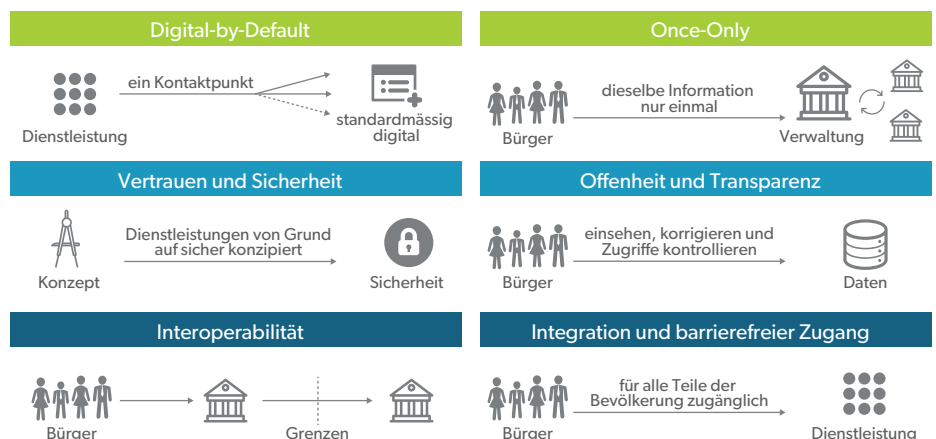 Digital-by-Default
ein Kontaktpunkt
Dienstleistung
standardmässig
digital
Once-Only
dieselbe Information
nur einmal
Bürger
Verwaltung
Vertrauen und Sicherheit
Dienstleistungen von Grund
auf sicher konzipiert
Konzept
Sicherheit
Offenheit und Transparenz
einsehen, korrigieren und
Zugriffe kontrollieren
Bürger
Daten
Interoperabilität
Bürger
Grenzen
Integration und barrierefreier Zugang
für alle Teile der
Bevölkerung zugänglich
Bürger
Dienstleistung